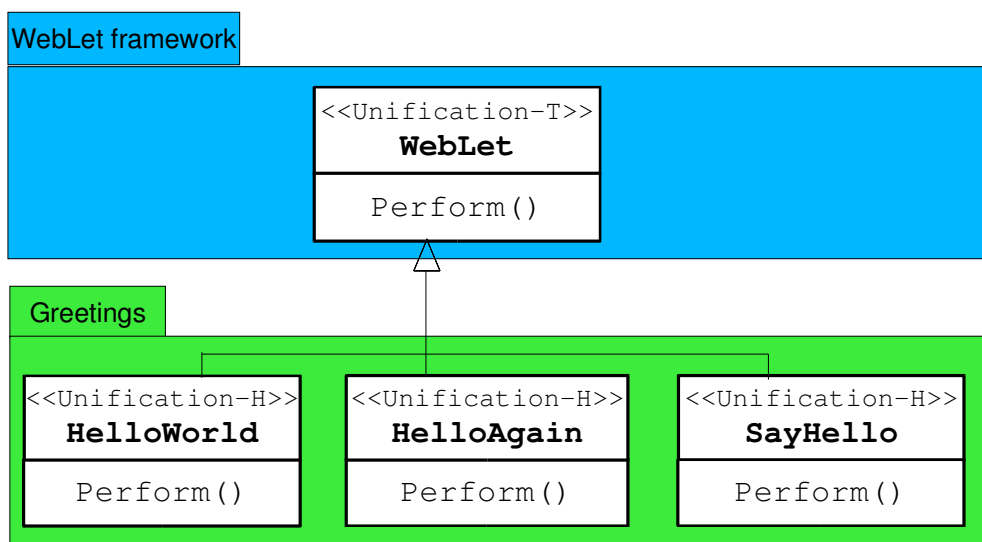 WebLet framework
<<Unification-T>>
WebLet
Perform()
Greetings
<<Unification-H>>
HelloWorld
Perform()
<<Unification-H>>
HelloAgain
Perform()
<<Unification-H>>
SayHello
Perform()